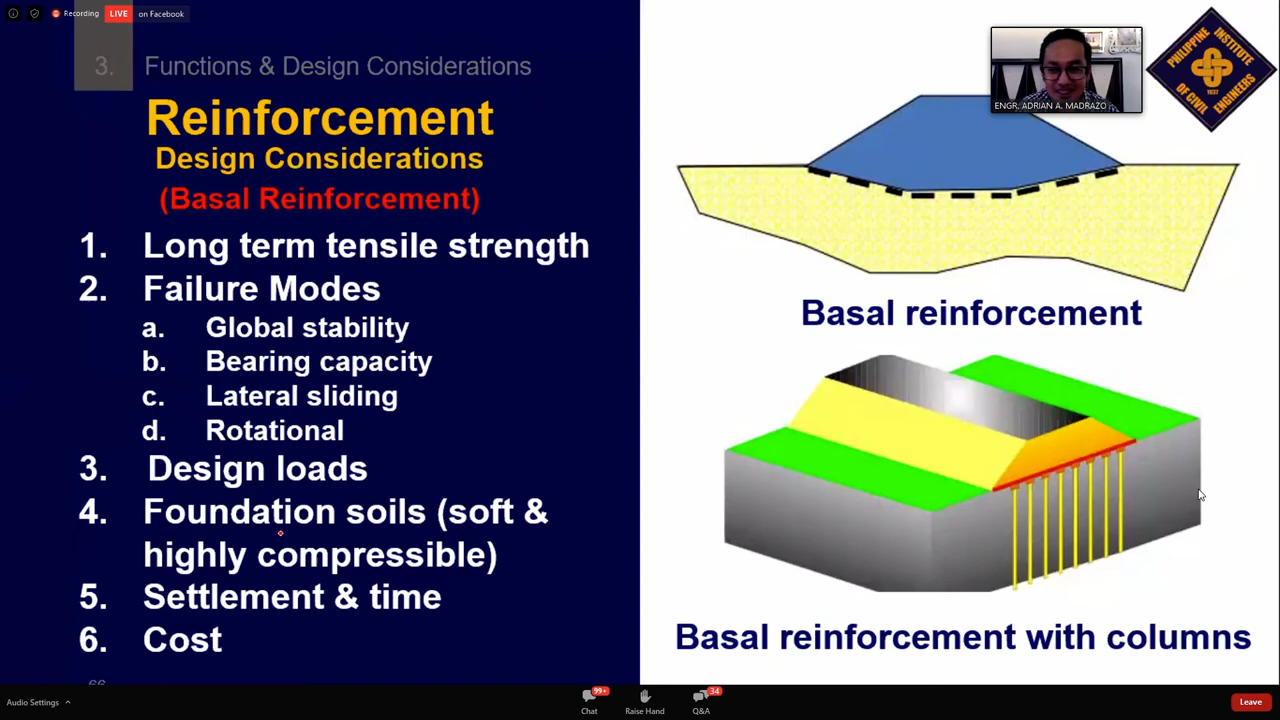 Recording
LIVE
on Facebook
3. Functions & Design Considerations
Reinforcement
Design Considerations
(Basal Reinforcement)
1. Long term tensile strength
2. Failure Modes
a. Global stability
b. Bearing capacity
c. Lateral sliding
d. Rotational
3. Design loads
4. Foundation soils (soft &
highly compressible)
5. Settlement & time
6. Cost
66
ENGR. ADRIAN A. MADRAZO
PHILIPPINE INSTITUTE
OF CIVIL ENGINEERS
1937
Basal reinforcement
Basal reinforcement with columns
Audio Settings
99+
Chat
Raise Hand
34
Q&A
Leave